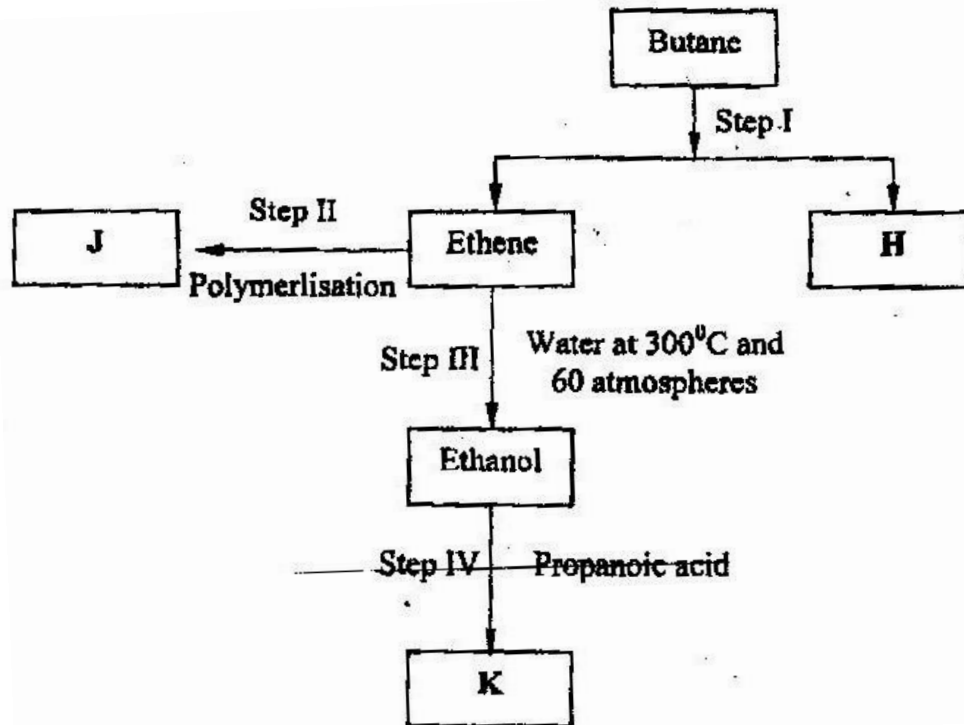 Butane
Step I
Step II
J
Ethene
H
Polymerlisation
Step III
Water at 300⁰C and
60 atmospheres
Ethanol
Step IV
Propanoic acid
K